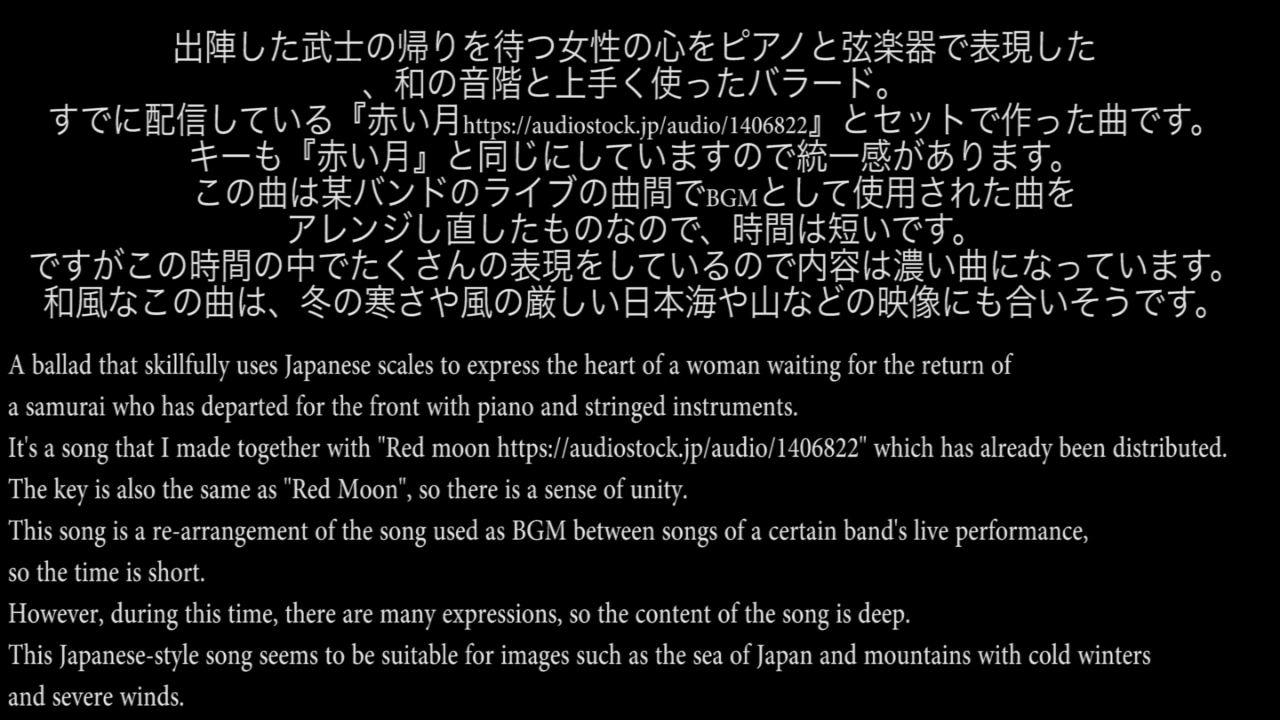 出陣した武士の帰りを待つ女性の心をピアノと弦楽器で表現した
、和の音階と上手く使ったバラード。
すでに配信している『赤い月https://audiostock.jp/audio/1406822』とセットで作った曲です。
キーも『赤い月』と同じにしていますので統一感があります。
この曲は某バンドのライブの曲間でBGMとして使用された曲を
アレンジし直したものなので、時間は短いです。
ですがこの時間の中でたくさんの表現をしているので内容は濃い曲になっています。
和風なこの曲は、冬の寒さや風の厳しい日本海や山などの映像にも合いそうです。
A ballad that skillfully uses Japanese scales to express the heart of a woman waiting for the return of
a samurai who has departed for the front with piano and stringed instruments.
It's a song that I made together with "Red moon https://audiostock.jp/audio/1406822" which has already been distributed.
The key is also the same as "Red Moon", so there is a sense of unity.
This song is a re-arrangement of the song used as BGM between songs of a certain band's live performance,
so the time is short.
However, during this time, there are many expressions, so the content of the song is deep.
This Japanese-style song seems to be suitable for images such as the sea of Japan and mountains with cold winters
and severe winds.